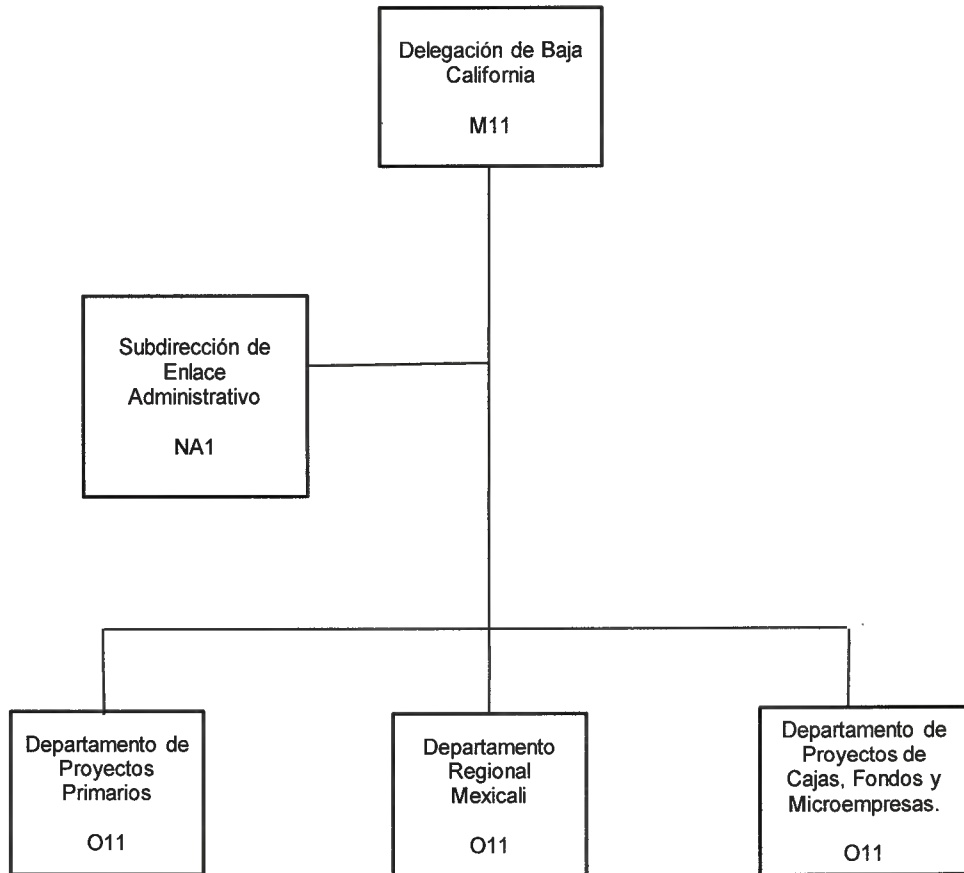 Delegación de Baja
California
M11
Subdirección de
Enlace
Administrativo
NA1
Departamento de
Proyectos
Primarios
O11
Departamento
Regional
Mexicali
O11
Departamento de
Proyectos de
Cajas, Fondos y
Microempresas.
O11